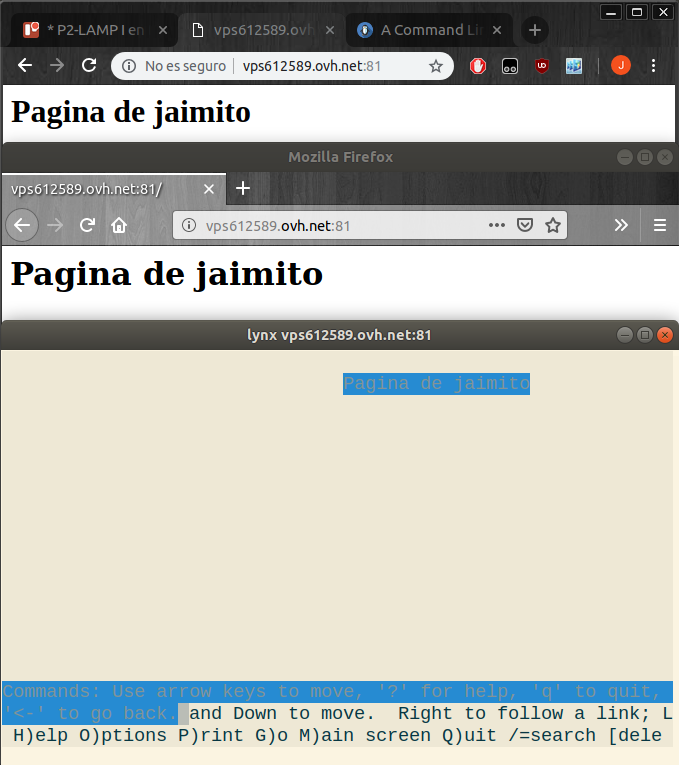 * P2-LAMP I en
vps612589.ovh
A Command Li
No es seguro
vps612589.ovh.net:81
J
Pagina de jaimito
Mozilla Firefox
vps612589.ovh.net:81/
vps612589.ovh.net:81
Pagina de jaimito
lynx vps612589.ovh.net:81
Pagina de jaimito
Commands: Use arrow keys to move, '?' for help, 'q' to quit,
'<-' to go back. and Down to move.  Right to follow a link; L
H)elp O)ptions P)rint G)o M)ain screen Q)uit /=search [dele